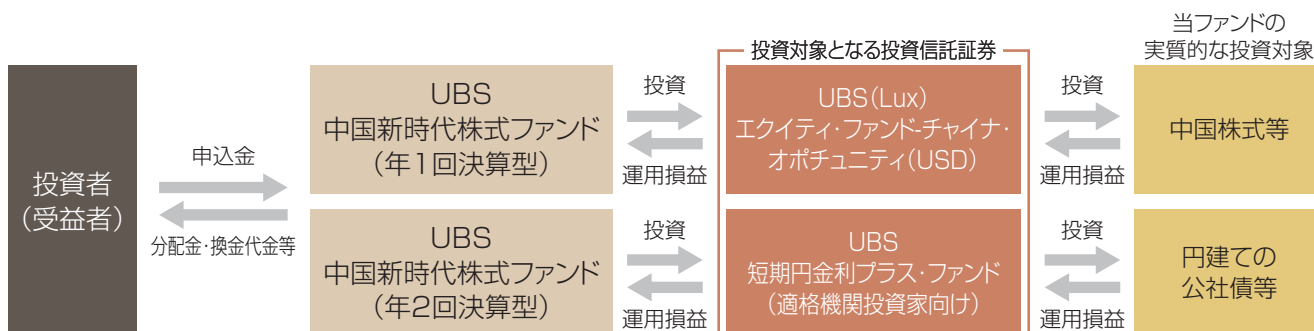 当ファンドの
実質的な投資対象
投資対象となる投資信託証券
投資者
(受益者)
申込金
分配金・換金代金等
UBS
中国新時代株式ファンド
(年1回決算型)
投資
運用損益
UBS(Lux)
エクイティ・ファンド-チャイナ・
オポチュニティ(USD)
投資
運用損益
中国株式等
UBS
中国新時代株式ファンド
(年2回決算型)
投資
運用損益
UBS
短期円金利プラス・ファンド
(適格機関投資家向け)
投資
運用損益
円建ての
公社債等